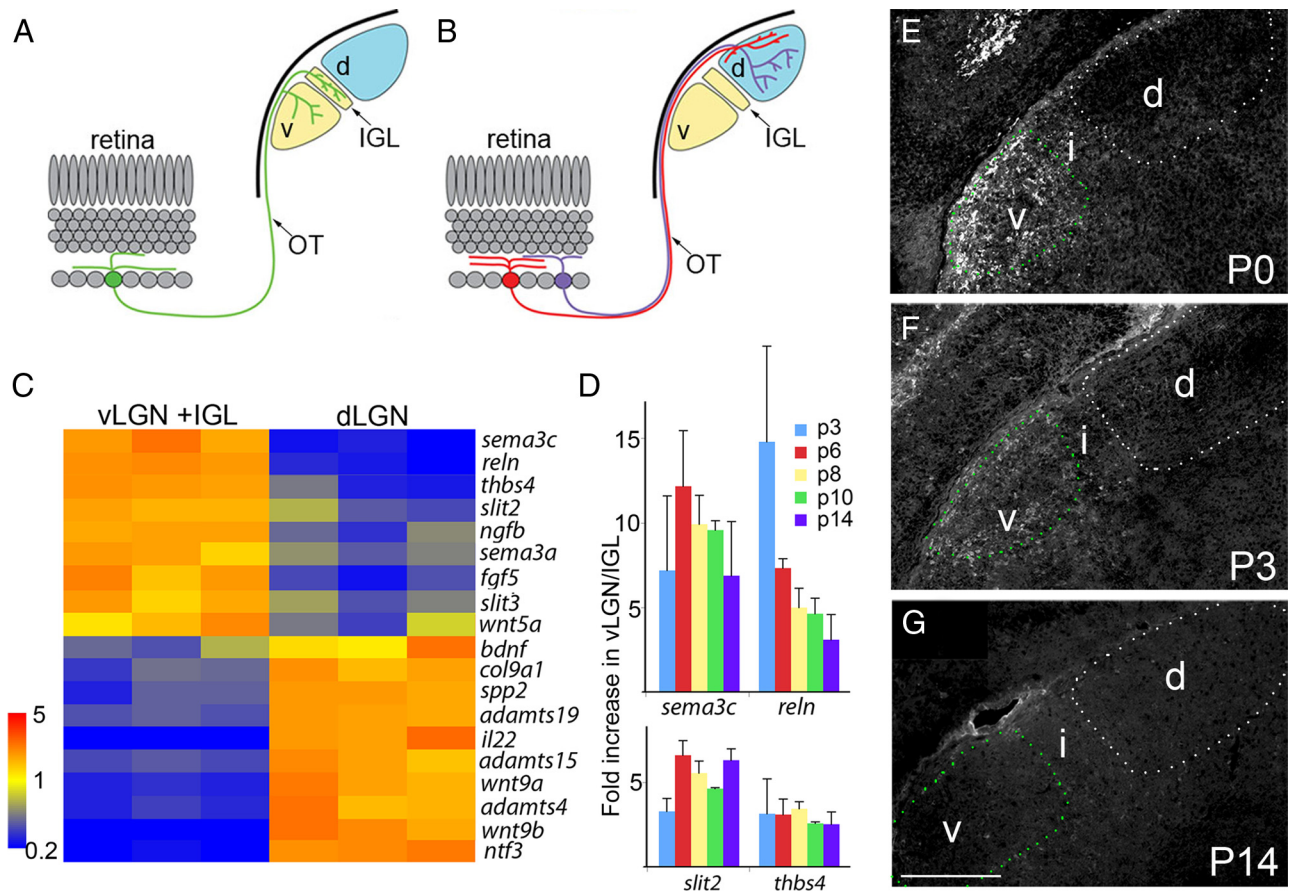 A
retina
v
d
IGL
OT
B
retina
v
d
IGL
OT
C
vLGN +IGL dLGN
sema3c
reln
thbs4
slit2
ngfb
sema3a
fgf5
slit3
wnt5a
bdnf
col9a1
spp2
adamts19
il22
adamts15
wnt9a
adamts4
wnt9b
ntf3
5
1
0.2
D
Fold increase in vLGN/IGL
15
10
5
p3
p6
p8
p10
p14
sema3c reln
5
slit2 thbs4
E
d
i
v
P0
F
d
i
v
P3
G
d
i
v
P14